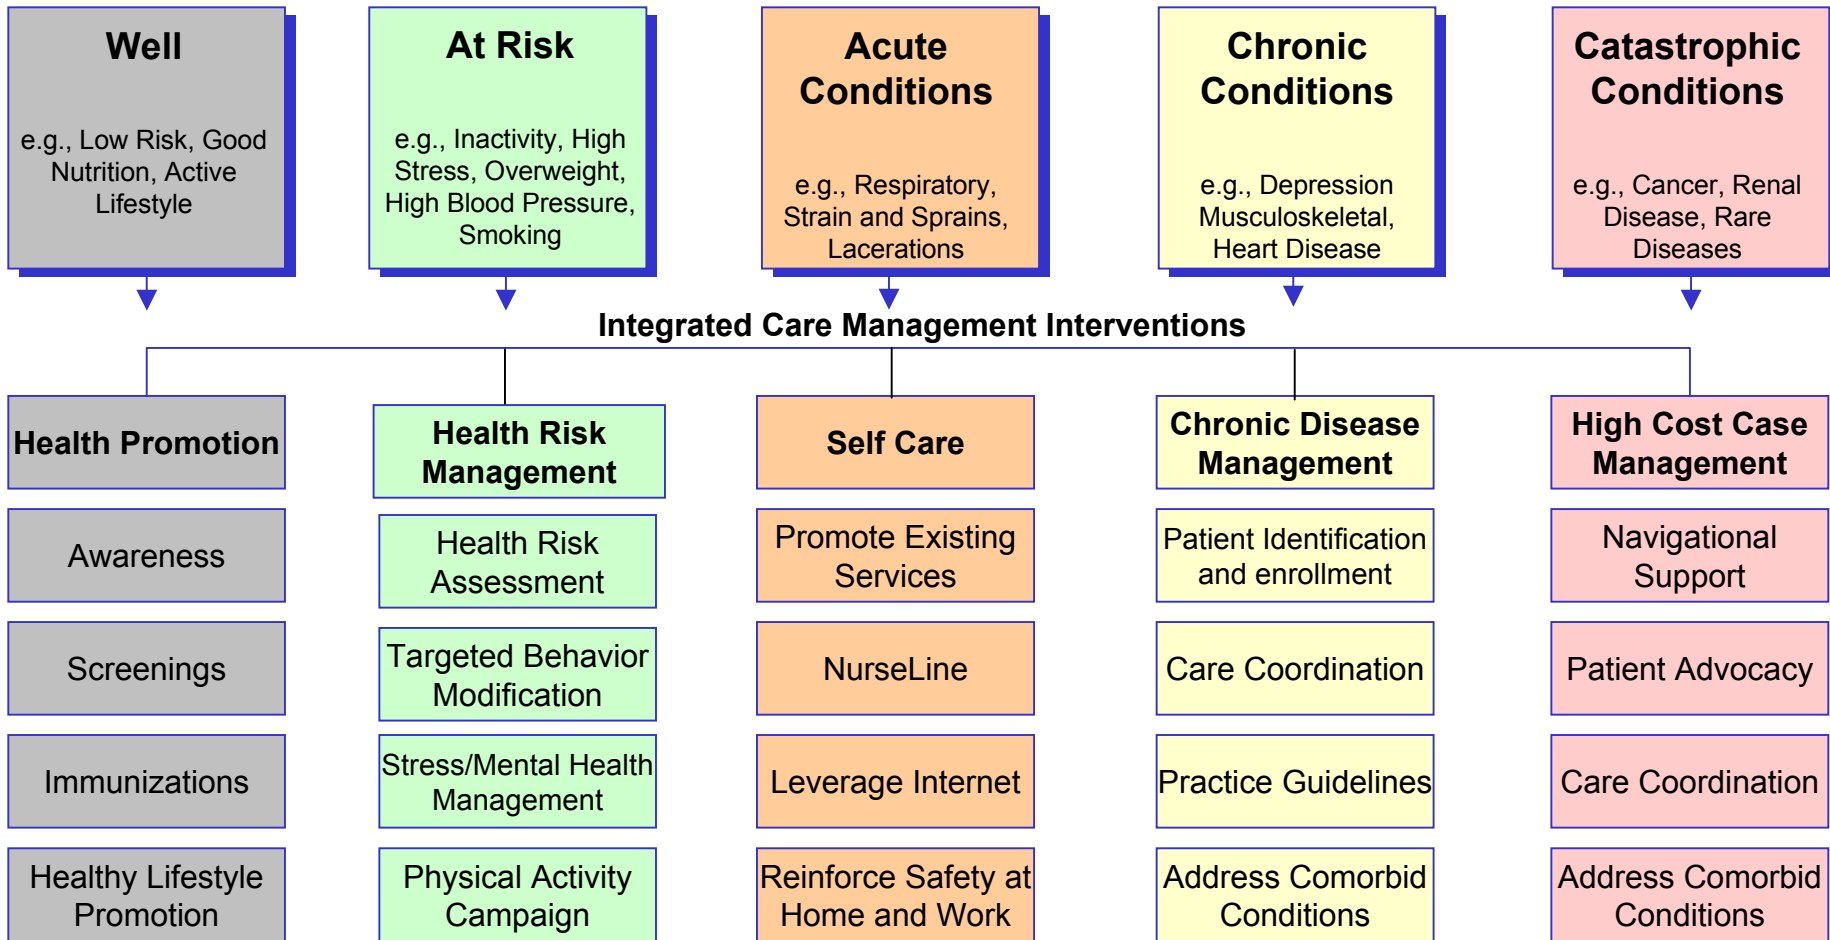 Well
e.g., Low Risk, Good
Nutrition, Active
Lifestyle
At Risk
e.g., Inactivity, High
Stress, Overweight,
High Blood Pressure,
Smoking
Acute
Conditions
e.g., Respiratory,
Strain and Sprains,
Lacerations
Chronic
Conditions
e.g., Depression
Musculoskeletal,
Heart Disease
Catastrophic
Conditions
e.g., Cancer, Renal
Disease, Rare
Diseases
Integrated Care Management Interventions
Health Promotion
Health Risk
Management
Self Care
Chronic Disease
Management
High Cost Case
Management
Awareness
Health Risk
Assessment
Promote Existing
Services
Patient Identification
and enrollment
Navigational
Support
Screenings
Targeted Behavior
Modification
NurseLine
Care Coordination
Patient Advocacy
Immunizations
Stress/Mental Health
Management
Leverage Internet
Practice Guidelines
Care Coordination
Healthy Lifestyle
Promotion
Physical Activity
Campaign
Reinforce Safety at
Home and Work
Address Comorbid
Conditions
Address Comorbid
Conditions